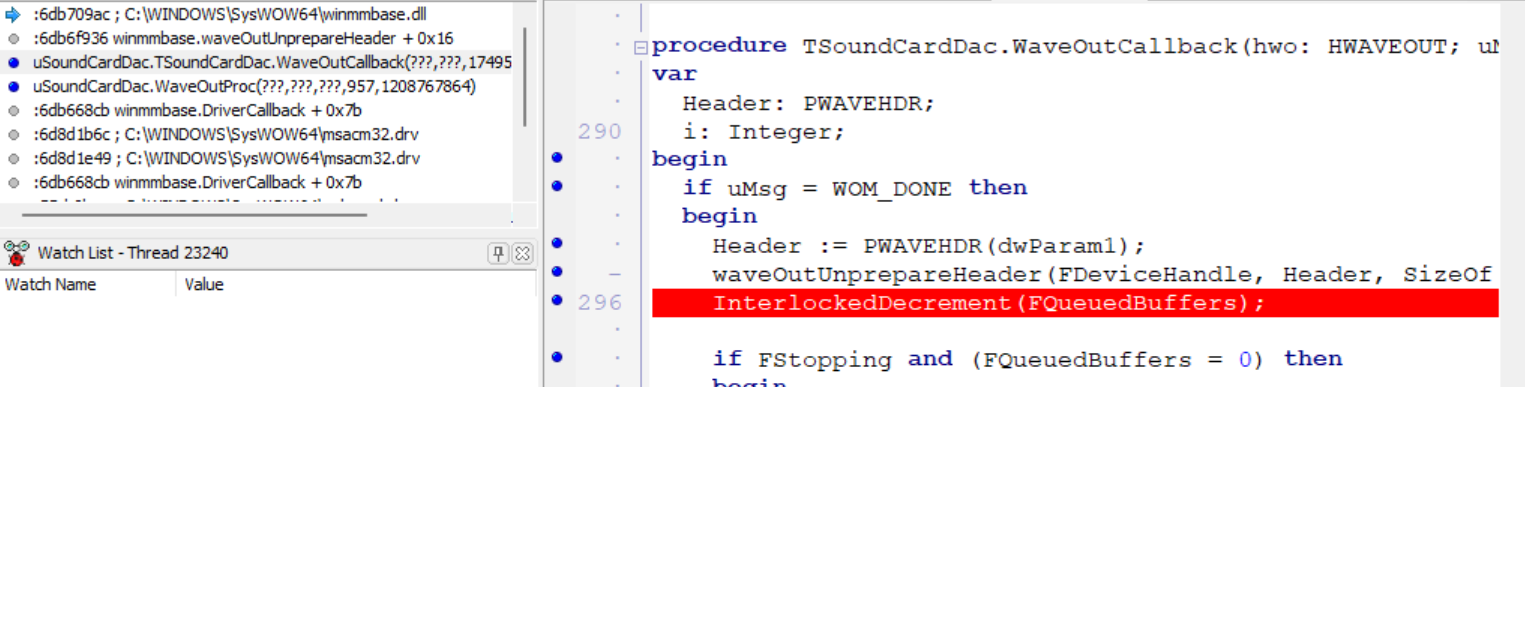 :6db709ac ; C:\WINDOWS\SysWOW64\winmmbase.dll
:6db6f936 winmmbase.waveOutUnprepareHeader + 0x16
uSoundCardDac.TSoundCardDac.WaveOutCallback(???,???,17495
uSoundCardDac.WaveOutProc(???,???,???,957,1208767864)
:6db668cb winmmbase.DriverCallback + 0x7b
:6d8d1b6c ; C:\WINDOWS\SysWOW64\msacm32.drv
:6d8d1e49 ; C:\WINDOWS\SysWOW64\msacm32.drv
:6db668cb winmmbase.DriverCallback + 0x7b
Watch List - Thread 23240
Watch Name Value
procedure TSoundCardDac.WaveOutCallback(hwo: HWAVEOUT; uM
var
Header: PWAVEHDR;
290 i: Integer;
begin
if uMsg = WOM_DONE then
begin
Header := PWAVEHDR(dwParam1);
waveOutUnprepareHeader(FDeviceHandle, Header, SizeOf
296 InterlockedDecrement(FQueuedBuffers);
if FStopping and (FQueuedBuffers = 0) then
begin